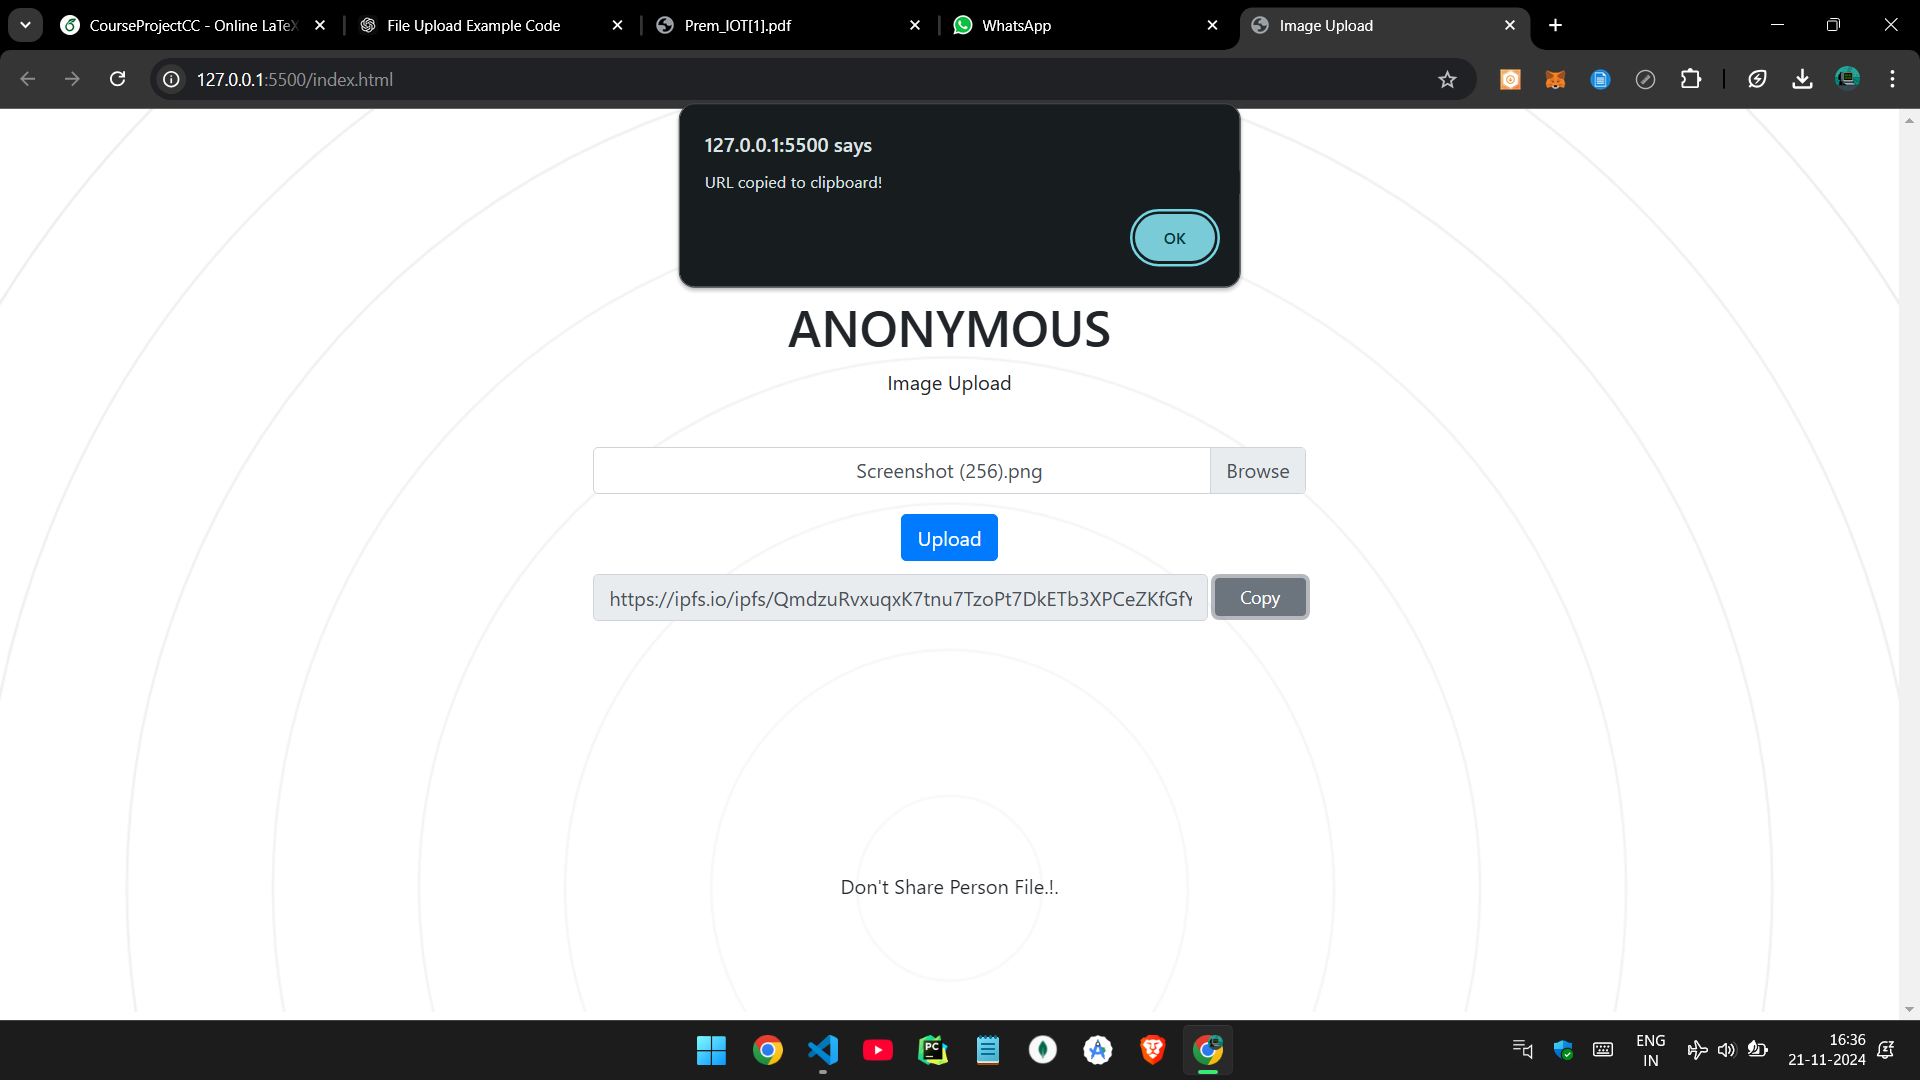 CourseProjectCC - Online LaTeX
File Upload Example Code
Prem_IOT[1].pdf
WhatsApp
Image Upload
127.0.0.1:5500/index.html
127.0.0.1:5500 says
URL copied to clipboard!
OK
ANONYMOUS
Image Upload
Screenshot (256).png
Browse
Upload
https://ipfs.io/ipfs/QmdzuRvxuqxK7tnu7TzoPt7DkETb3XPCeZKfGfY
Copy
Don't Share Person File.!.
PC
ENG
IN
16:36
21-11-2024